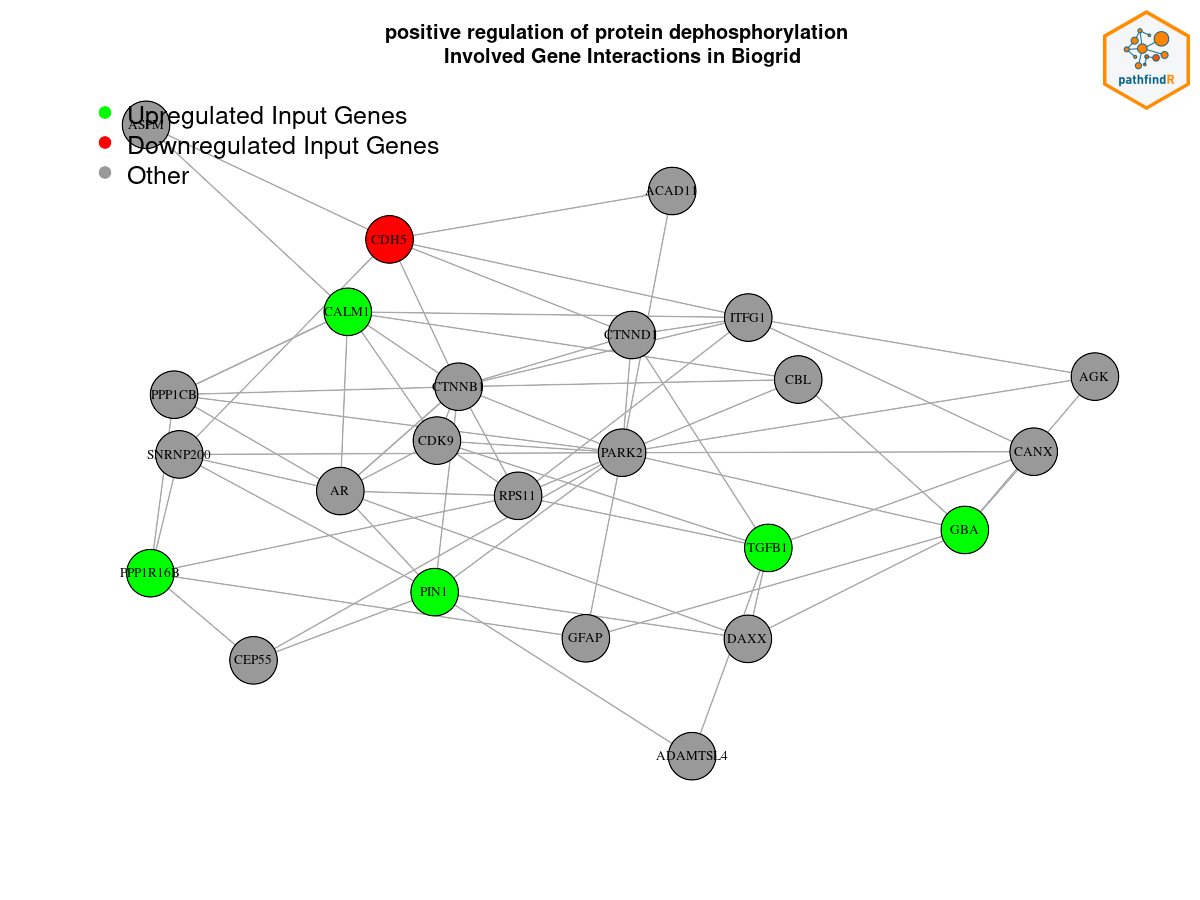 positive regulation of protein dephosphorylation
Involved Gene Interactions in Biogrid
pathfindR
Upregulated Input Genes
Downregulated Input Genes
Other
ASPM
ACAD11
CDH5
CALM1
ITFG1
CTNND1
CBL
AGK
PPP1CB
CTNNB1
CDK9
SNRNP200
PARK2
CANX
AR
RPS11
GBA
TGFB1
PPP1R16B
PIN1
GFAP
DAXX
CEP55
ADAMTSL4